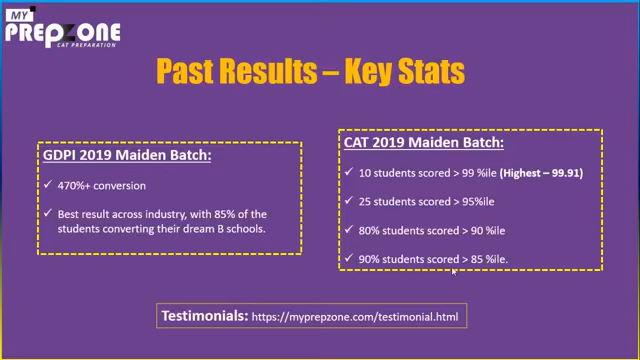 MY
PREPZONE
CAT PREPARATION
Past Results – Key Stats
GDPI 2019 Maiden Batch:
✓ 470%+ conversion
✓ Best result across industry, with 85% of the
students converting their dream B schools.
CAT 2019 Maiden Batch:
✓ 10 students scored > 99 %ile (Highest – 99.91)
✓ 25 students scored > 95%ile
✓ 80% students scored > 90 %ile
✓ 90% students scored > 85 %ile.
Testimonials: https://myprepzone.com/testimonial.html